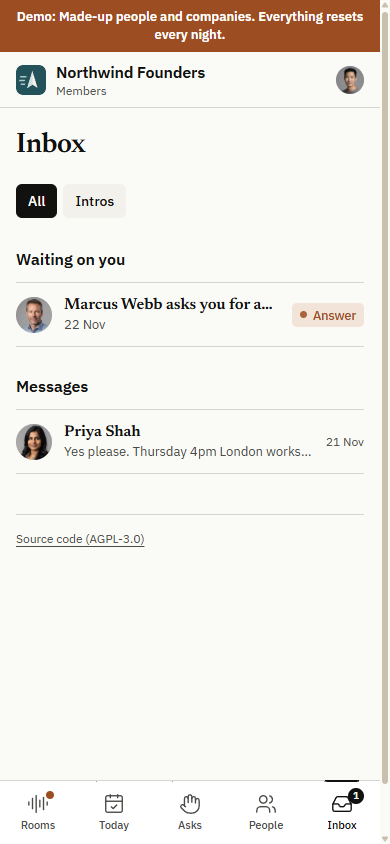 Demo: Made-up people and companies. Everything resets
every night.
Northwind Founders
Members
Inbox
All
Intros
Waiting on you
Marcus Webb asks you for a...
22 Nov
Answer
Messages
Priya Shah
Yes please. Thursday 4pm London works...
21 Nov
Source code (AGPL-3.0)
1
Rooms
Today
Asks
People
Inbox